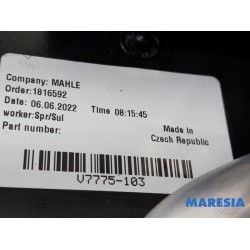 Company: MAHLE
Order:1816592
Date: 06.06.2022 Time 08:15:45
worker:Spr/Sul
Part number:
Made in
Czech Republic
V7775-103
MARESIA